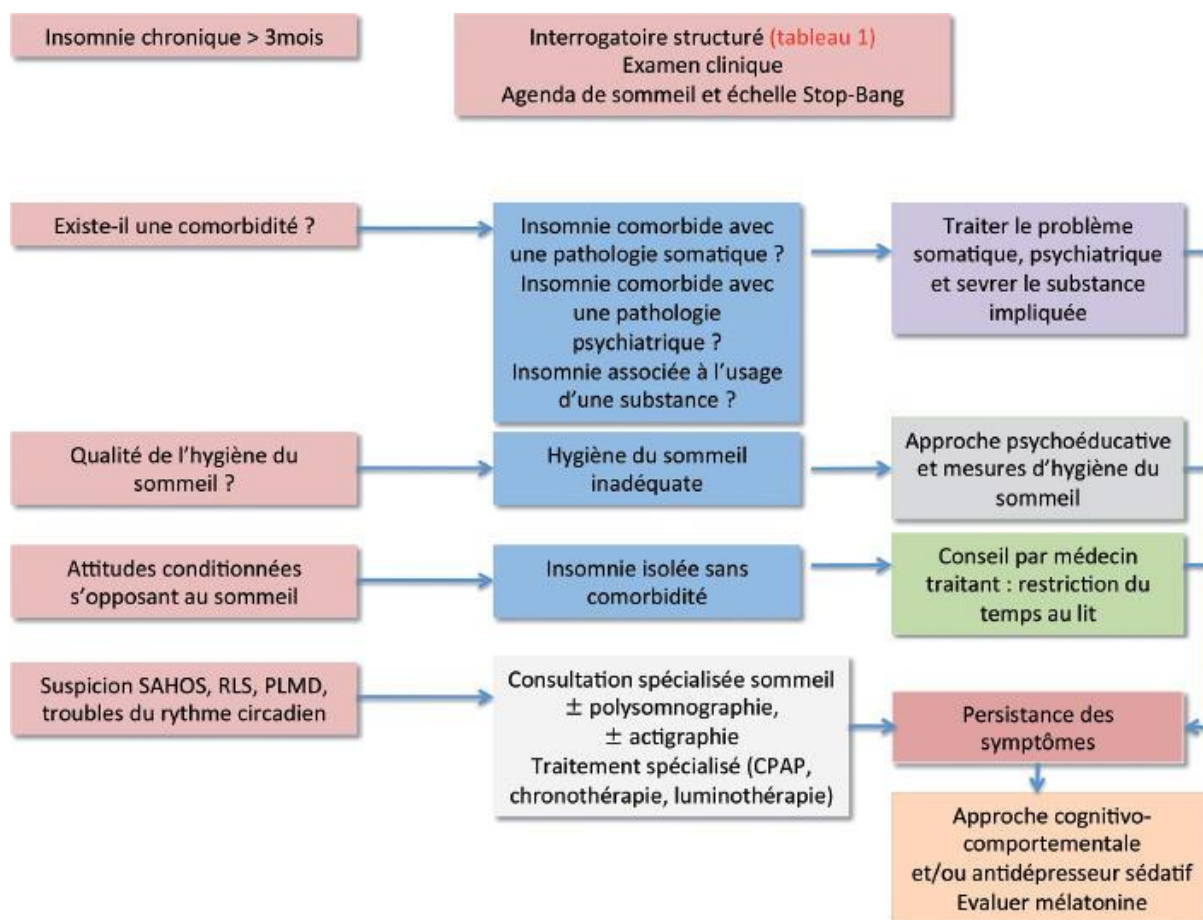 Insomnie chronique > 3mois
Interrogatoire structuré (tableau 1)
Examen clinique
Agenda de sommeil et échelle Stop-Bang
Existe-il une comorbidité ?
Insomnie comorbide avec
une pathologie somatique ?
Insomnie comorbide avec
une pathologie
psychiatrique ?
Insomnie associée à l'usage
d'une substance ?
Traiter le problème
somatique, psychiatrique
et sevrer le substance
impliquée
Qualité de l'hygiène du
sommeil ?
Hygiène du sommeil
inadéquate
Approche psychoéducative
et mesures d'hygiène du
sommeil
Attitudes conditionnées
s'opposant au sommeil
Insomnie isolée sans
comorbidité
Conseil par médecin
traitant : restriction du
temps au lit
Suspicion SAHOS, RLS, PLMD,
troubles du rythme circadien
Consultation spécialisée sommeil
± polysomnographie,
± actigraphie
Traitement spécialisé (CPAP,
chronothérapie, luminothérapie)
Persistance des
symptômes
Approche cognitivo-
comportementale
et/ou antidépresseur sédatif
Evaluer mélatonine